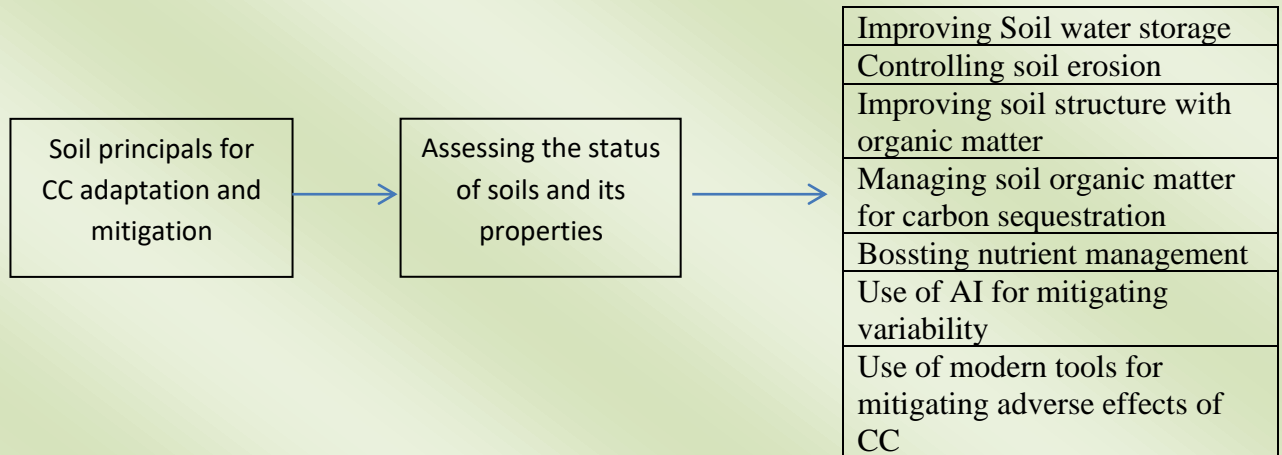 Soil principals for
CC adaptation and
mitigation
Assessing the status
of soils and its
properties
Improving Soil water storage
Controlling soil erosion
Improving soil structure with
organic matter
Managing soil organic matter
for carbon sequestration
Bossting nutrient management
Use of AI for mitigating
variability
Use of modern tools for
mitigating adverse effects of
CC